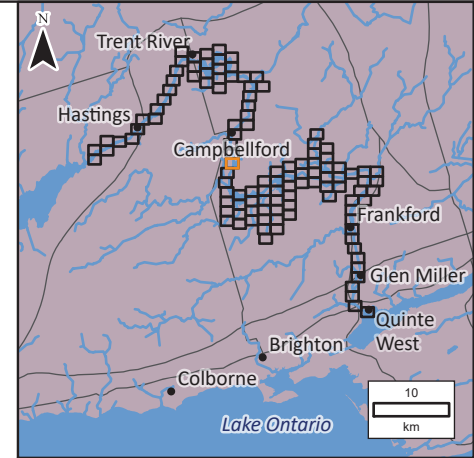 N
Trent River
Hastings
Campbellford
Frankford
Glen Miller
Quinte
West
Brighton
Colborne
10
km
Lake Ontario